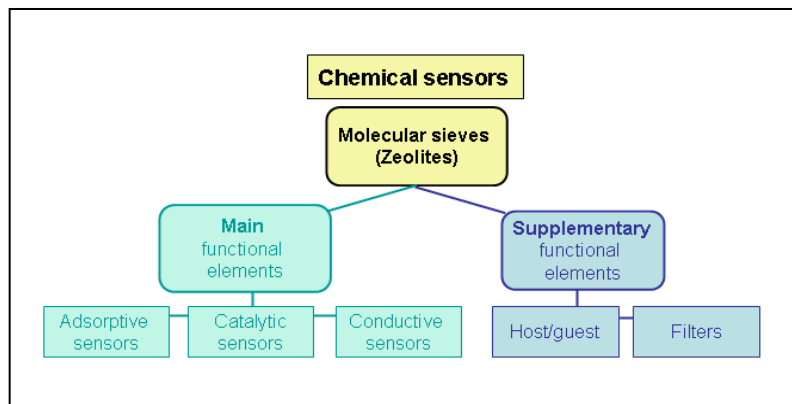 Chemical sensors
Molecular sieves
(Zeolites)
Main
functional
elements
Supplementary
functional
elements
Adsorptive
sensors
Catalytic
sensors
Conductive
sensors
Host/guest
Filters